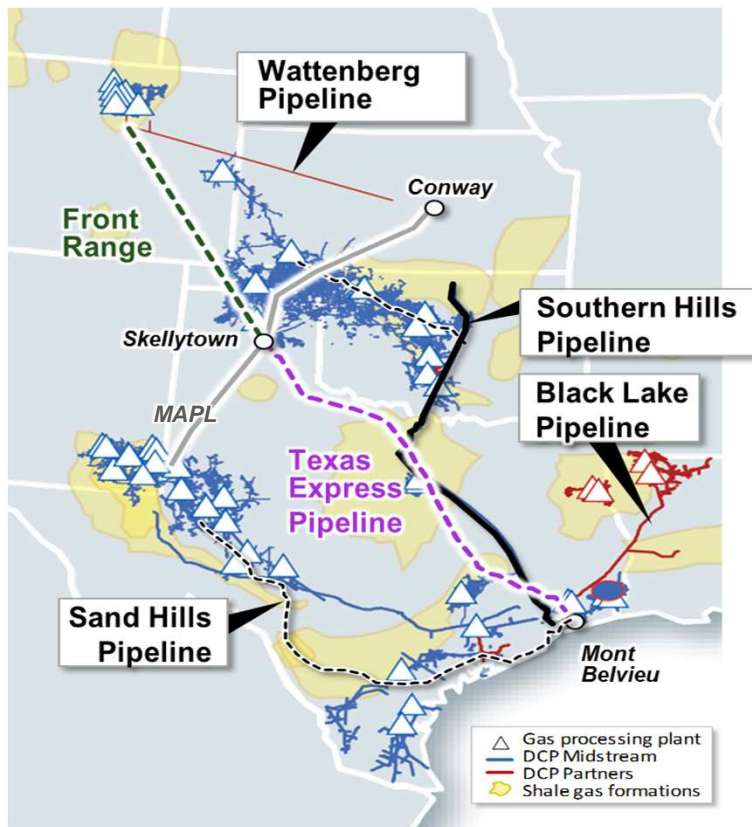 Wattenberg
Pipeline
Conway
Front
Range
Southern Hills
Pipeline
Skellytown
Black Lake
Pipeline
MAPL
Texas
Express
Pipeline
Sand Hills
Pipeline
Mont
Belvieu
Gas processing plant
DCP Midstream
DCP Partners
Shale gas formations